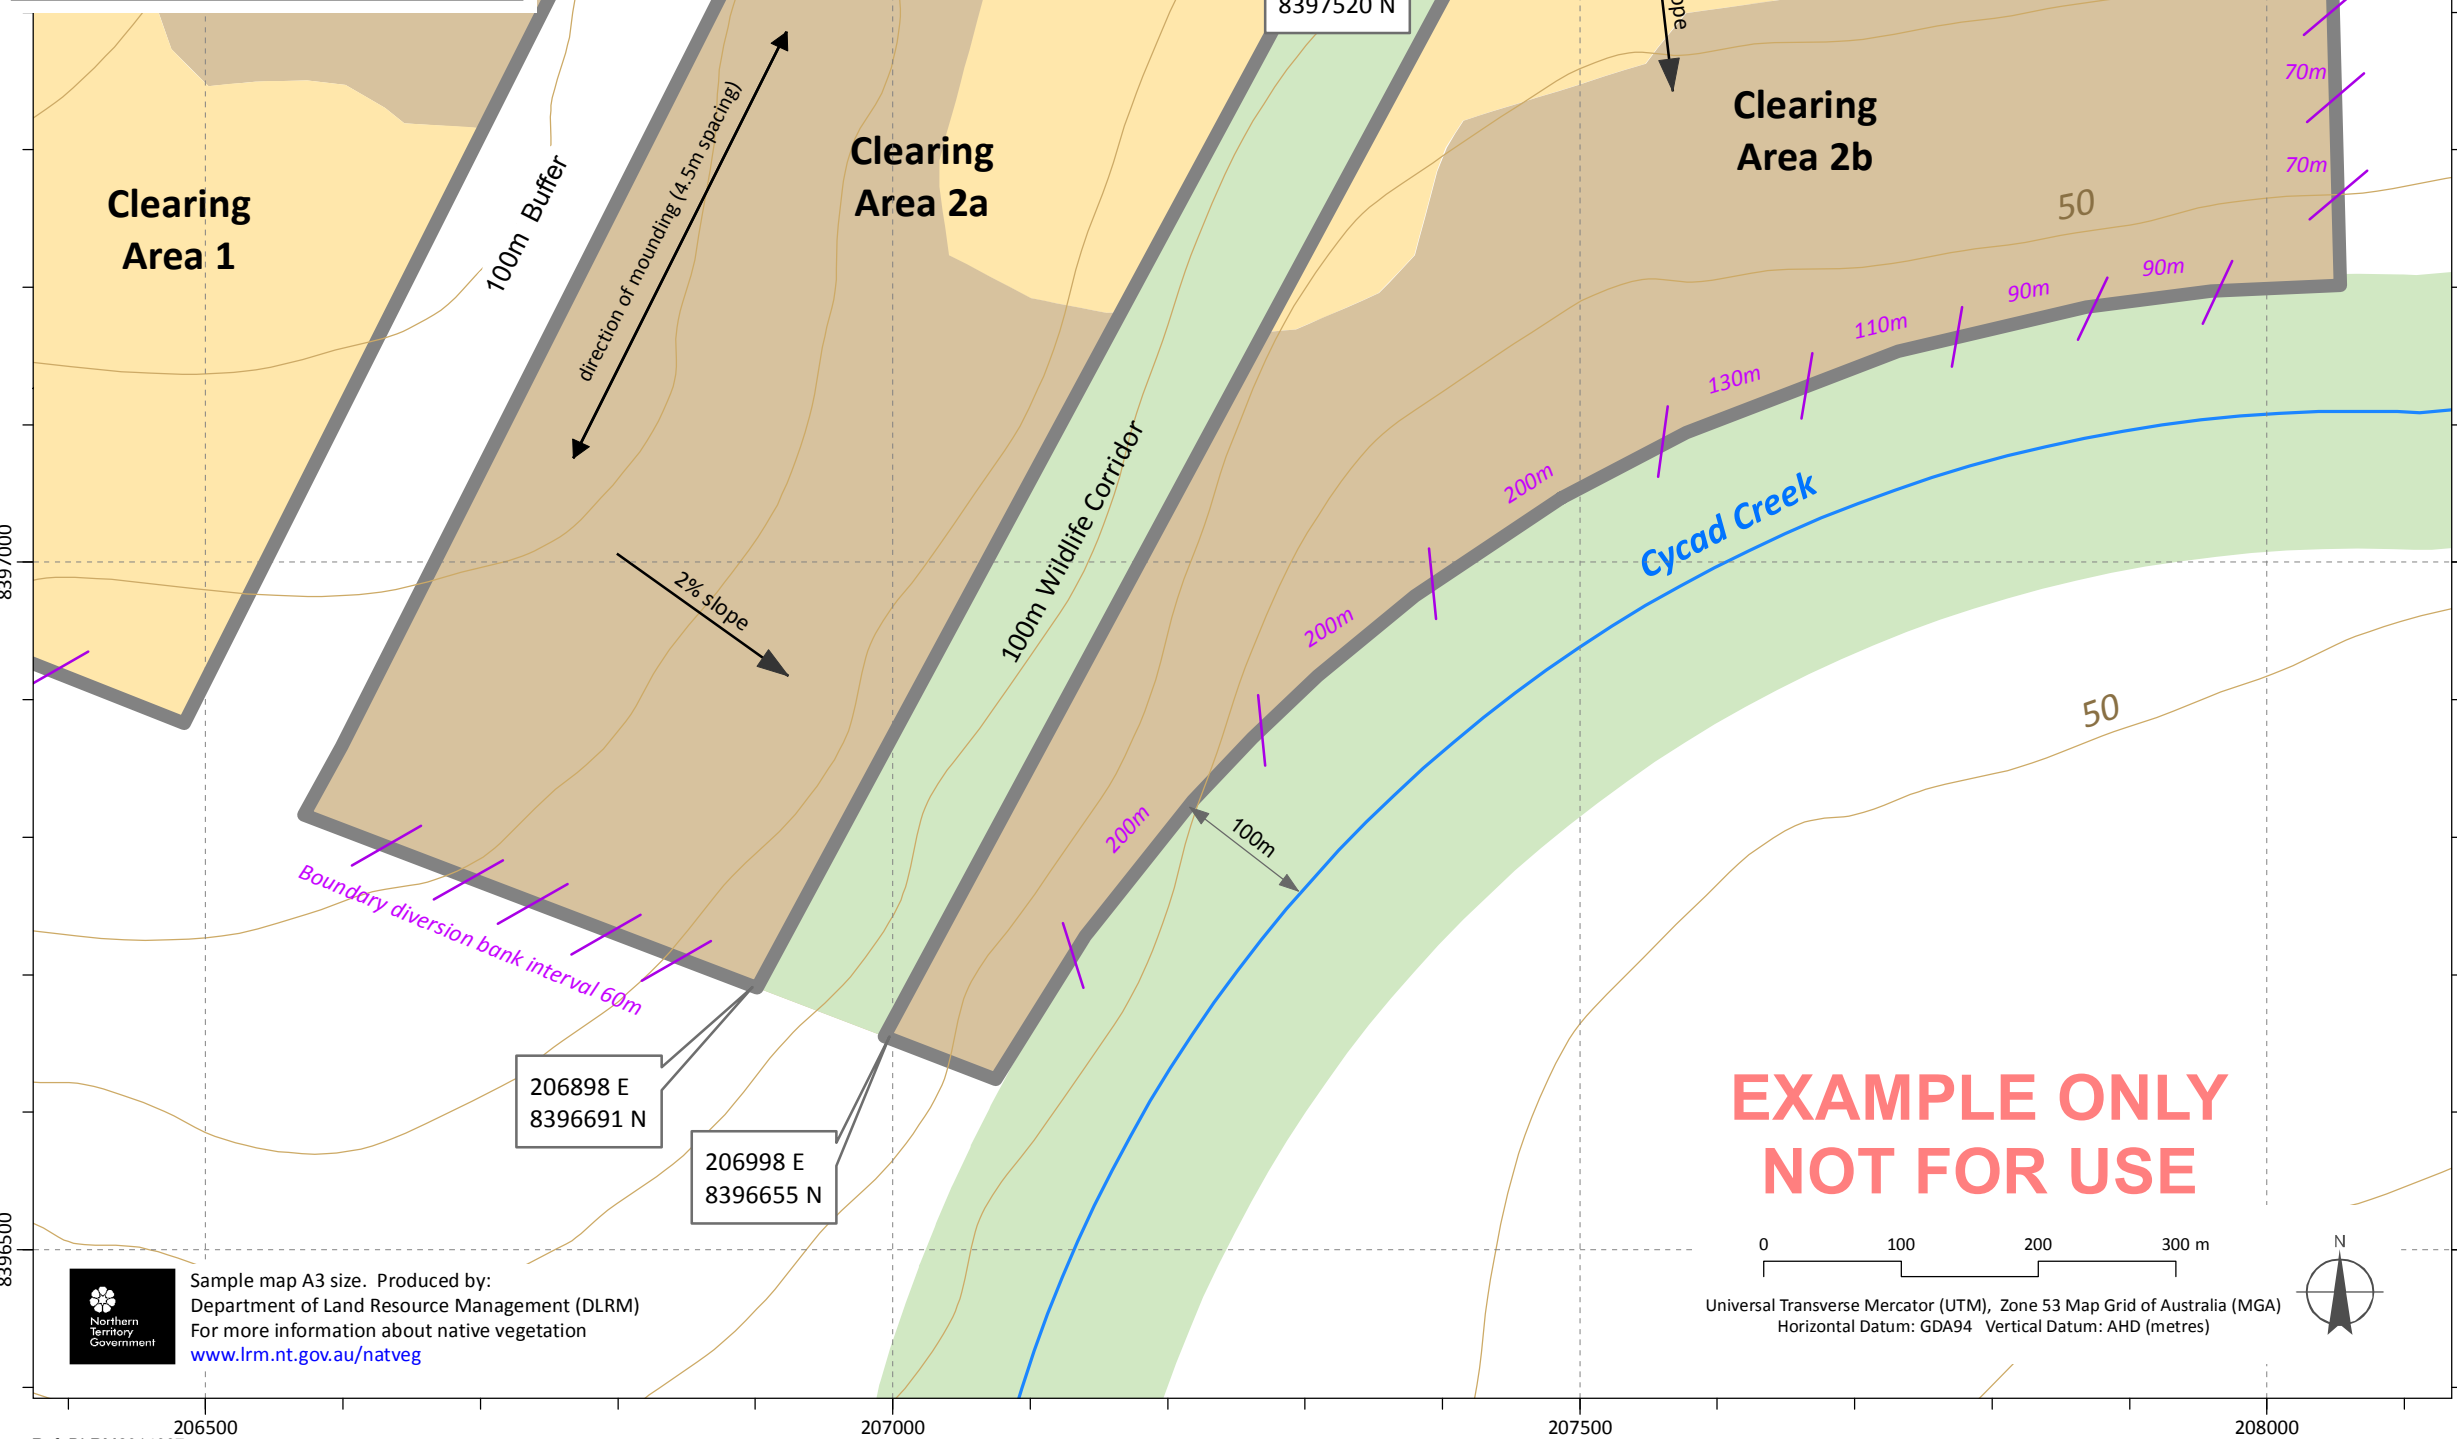 8397520 N
70m
70m
Clearing
Area 1
100m Buffer
direction of mounding (4.5m spacing)
Clearing
Area 2a
Clearing
Area 2b
50
90m
90m
110m
130m
200m
200m
200m
Cycad Creek
100m Wildlife Corridor
2% slope
100m
50
Boundary diversion bank interval 60m
206898 E
8396691 N
206998 E
8396655 N
8397000
8396500
EXAMPLE ONLY
NOT FOR USE
0 100 200 300 m
N
Universal Transverse Mercator (UTM), Zone 53 Map Grid of Australia (MGA)
Horizontal Datum: GDA94 Vertical Datum: AHD (metres)
Northern
Territory
Government
Sample map A3 size. Produced by:
Department of Land Resource Management (DLRM)
For more information about native vegetation
www.lrm.nt.gov.au/natveg
206500 207000 207500 208000